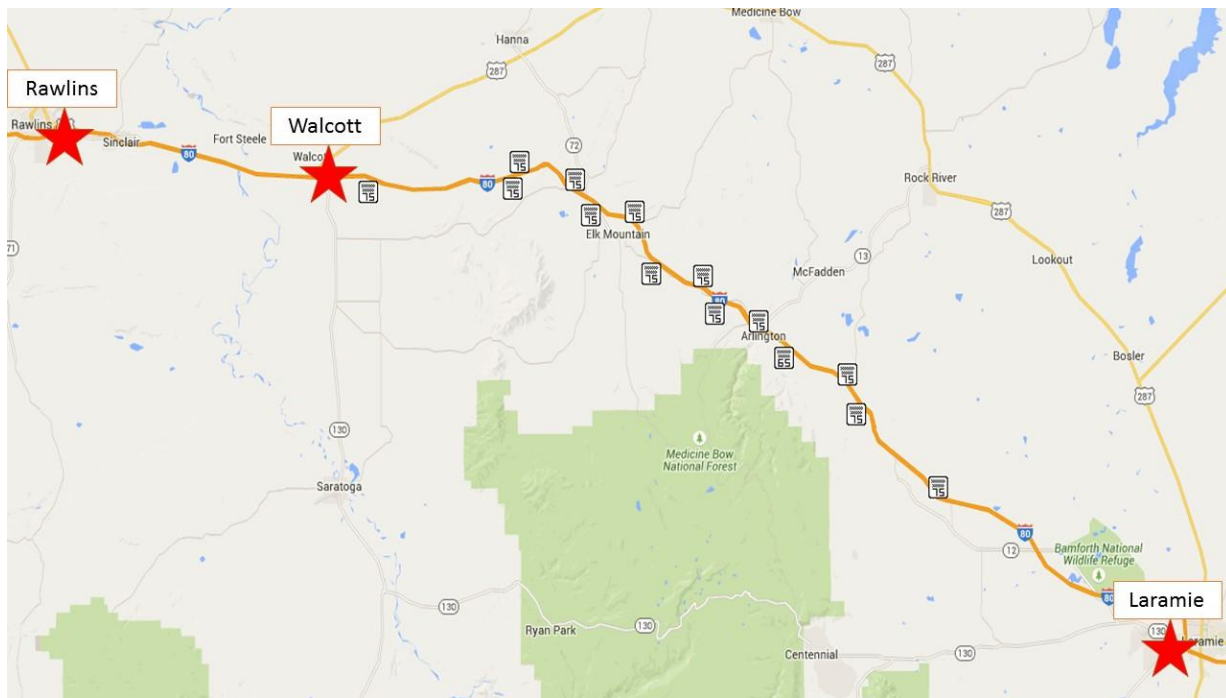 Medicine Bow
Hanna
287
287
Rawlins
Rawlins
Sinclair
80
Fort Steele
Walcott
Walcott
75
72
75
75
80
75
75
75
Elk Mountain
75
75
80
75
75
Arlington
65
75
75
75
McFadden
13
Rock River
287
Lookout
Bosler
287
71
130
Saratoga
Medicine Bow
National Forest
80
12
Bamforth National
Wildlife Refuge
80
Laramie
130
Laramie
130
Ryan Park
130
Centennial
130